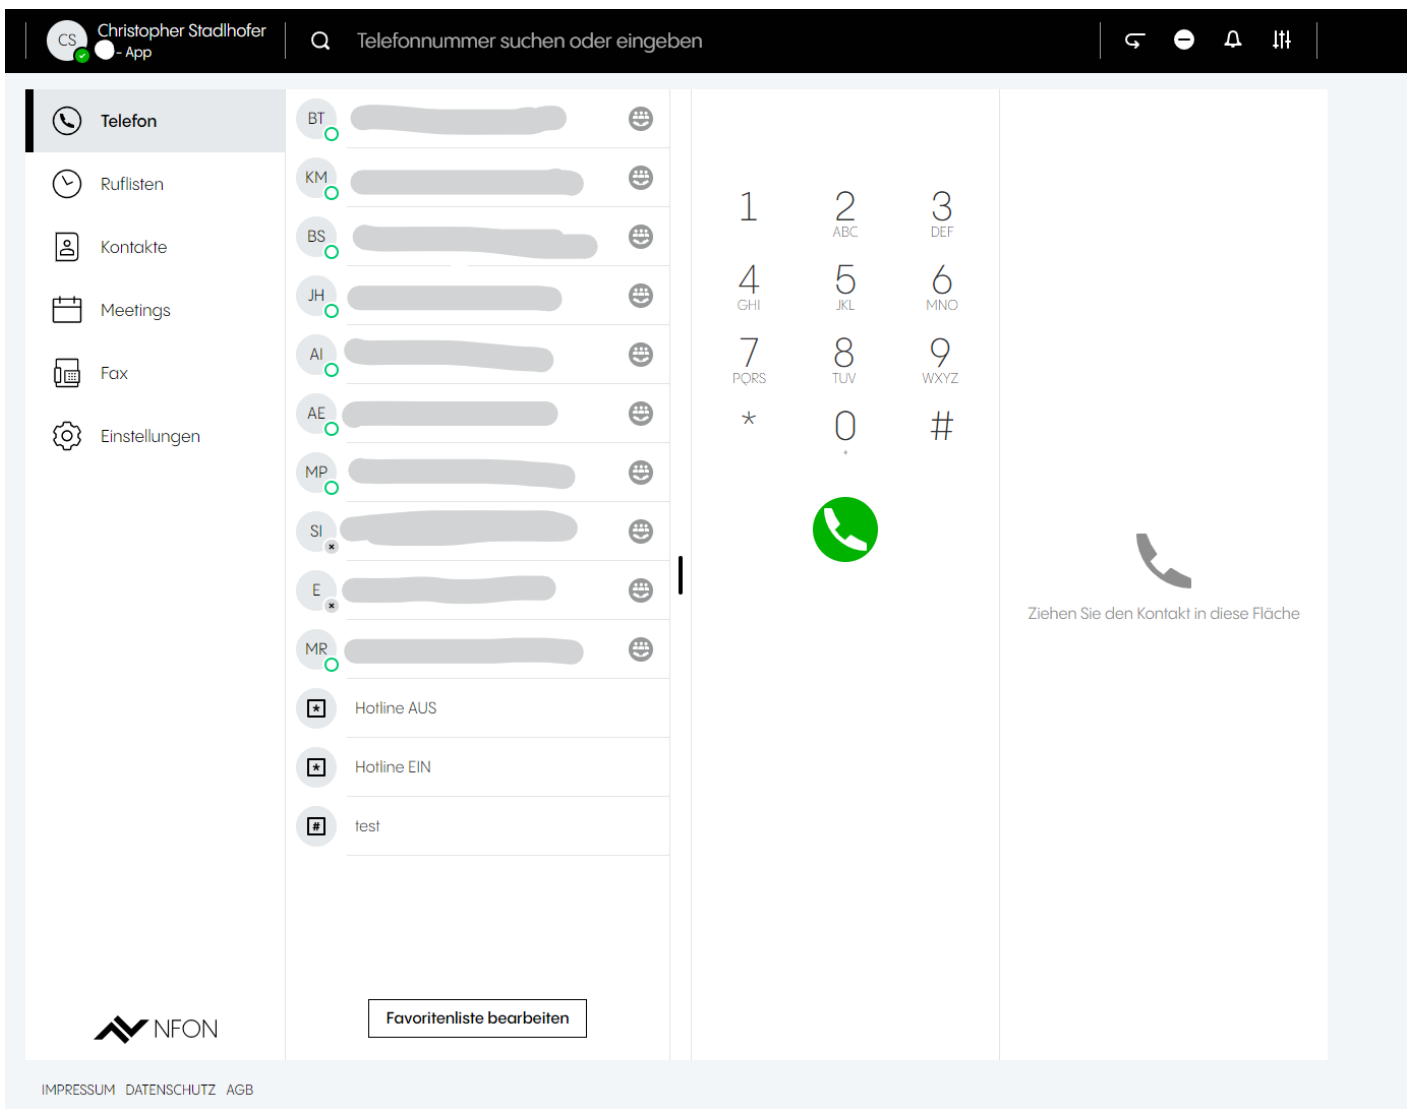 CS
Christopher Stadlhofer
- App
Telefonnummer suchen oder eingeben
Telefon
Ruflisten
Kontakte
Meetings
Fax
Einstellungen
NFON
BT
KM
BS
JH
AI
AE
MP
SI
E
MR
* Hotline AUS
* Hotline EIN
# test
Favoritenliste bearbeiten
1 2 3
ABC DEF
4 5 6
GHI JKL MNO
7 8 9
PQRS TUV WXYZ
* 0 #
+
Ziehen Sie den Kontakt in diese Fläche
IMPRESSUM DATENSCHUTZ AGB